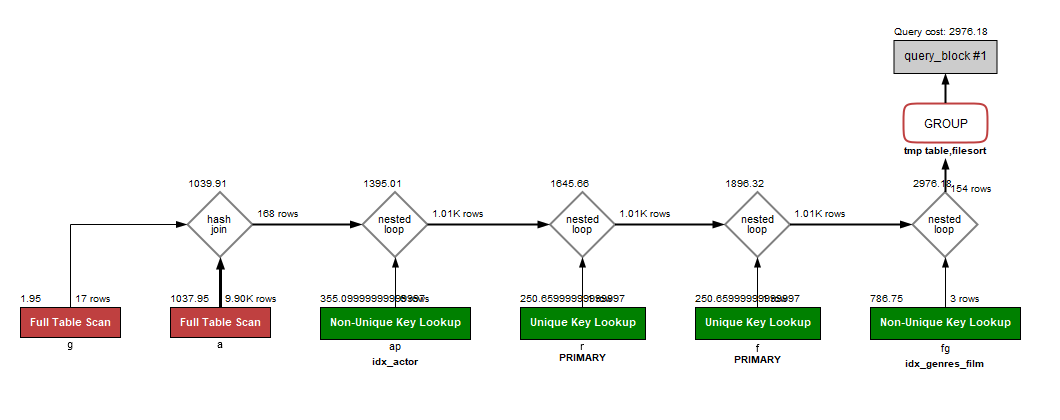 Query cost: 2976.18
query_block #1
GROUP
tmp table,filesort
1039.91
1395.01
1645.66
1896.32
2976.18
154 rows
hash
join
168 rows
nested
loop
1.01K rows
nested
loop
1.01K rows
nested
loop
1.01K rows
nested
loop
1.95
17 rows
1037.95
9.90K rows
355.09999999999997
rows
250.65999999999997
rows
250.65999999999997
rows
786.75
3 rows
Full Table Scan
Full Table Scan
Non-Unique Key Lookup
Unique Key Lookup
Unique Key Lookup
Non-Unique Key Lookup
g
a
ap
r
f
fg
idx_actor
PRIMARY
PRIMARY
idx_genres_film